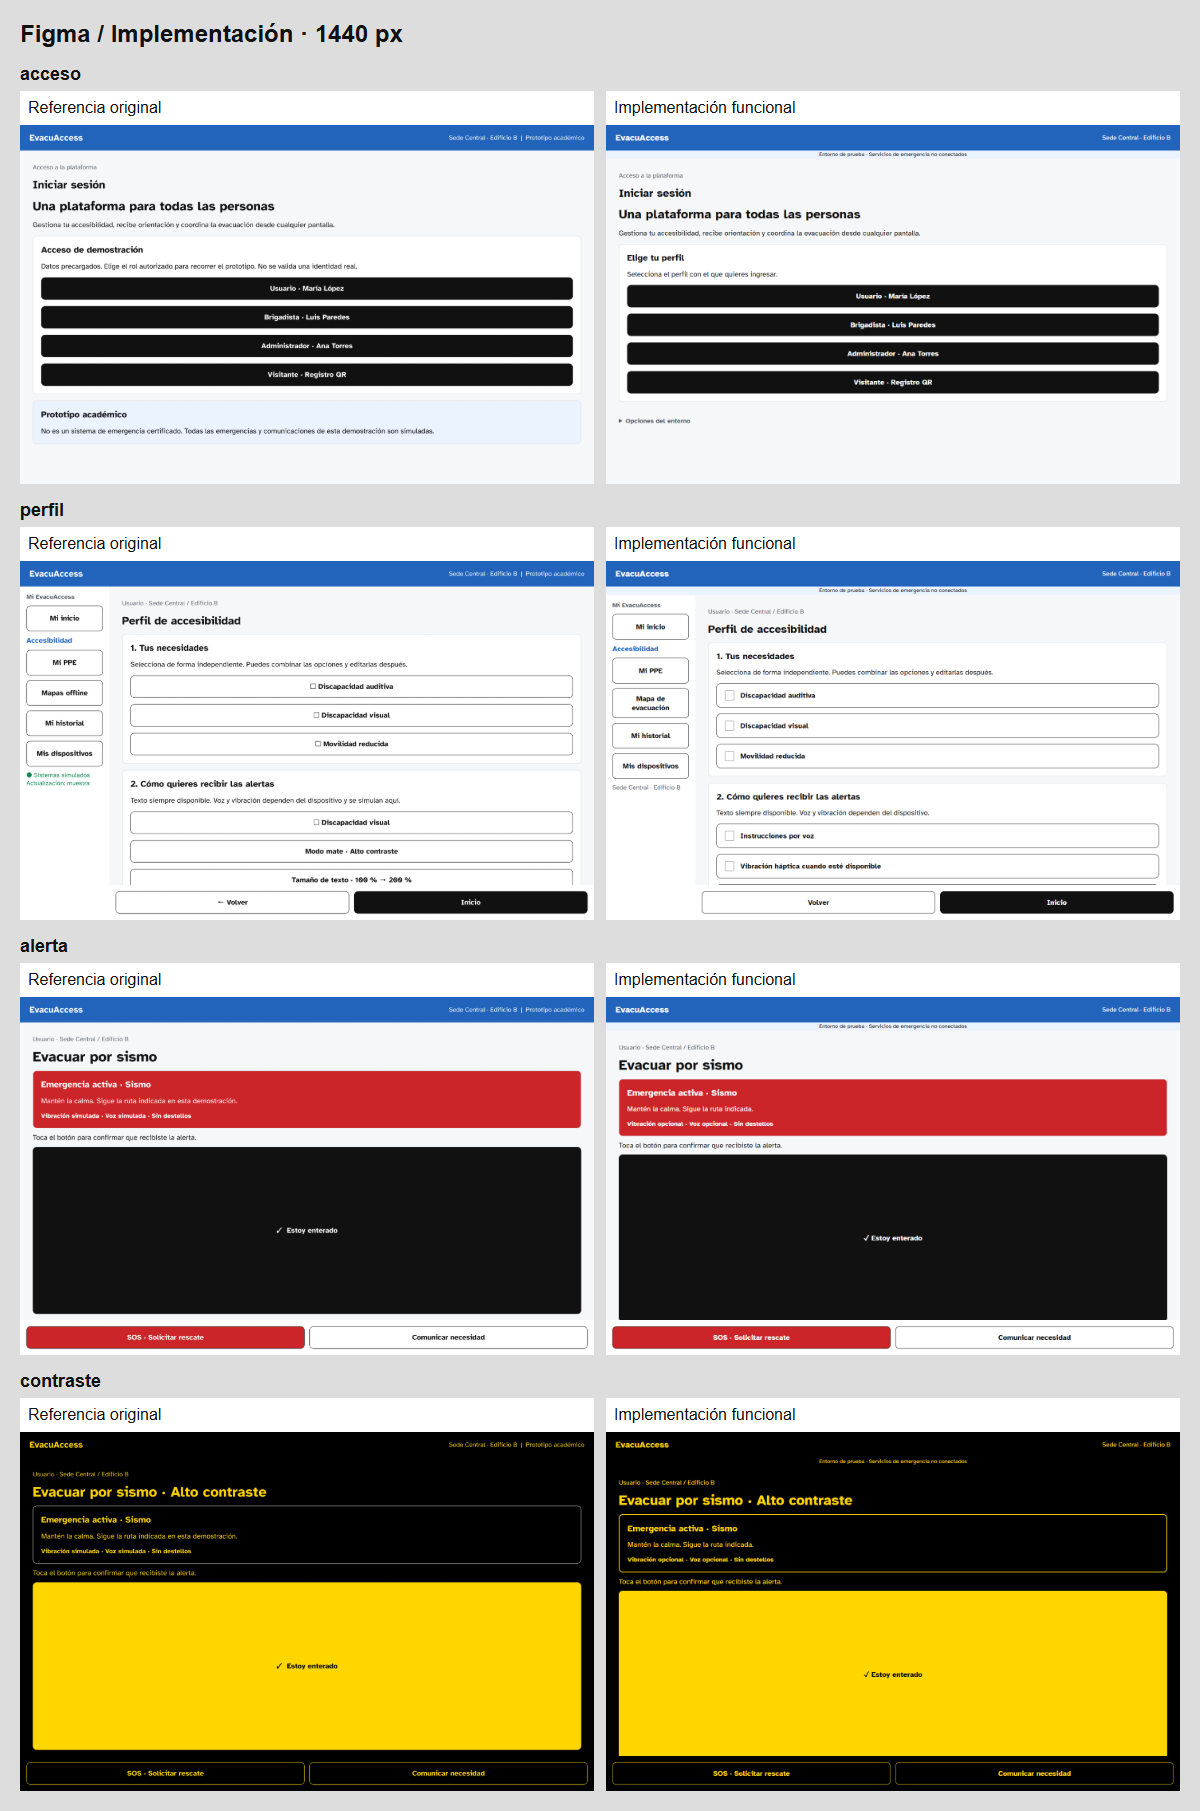 Figma / Implementación · 1440 px
acceso
Referencia original
EvacuAccess
Sede Central · Edificio B | Prototipo académico
Acceso a la plataforma
Iniciar sesión
Una plataforma para todas las personas
Gestiona tu accesibilidad, recibe orientación y coordina la evacuación desde cualquier pantalla.
Acceso de demostración
Datos precargados. Elige el rol autorizado para recorrer el prototipo. No se valida una identidad real.
Usuario · María López
Brigadista · Luis Paredes
Administrador · Ana Torres
Visitante · Registro QR
Prototipo académico
No es un sistema de emergencia certificado. Todas las emergencias y comunicaciones de esta demostración son simuladas.
Implementación funcional
EvacuAccess
Sede Central · Edificio B
Entorno de prueba · Servicios de emergencia no conectados
Acceso a la plataforma
Iniciar sesión
Una plataforma para todas las personas
Gestiona tu accesibilidad, recibe orientación y coordina la evacuación desde cualquier pantalla.
Elige tu perfil
Selecciona el perfil con el que quieres ingresar.
Usuario · María López
Brigadista · Luis Paredes
Administrador · Ana Torres
Visitante · Registro QR
▸ Opciones del entorno
perfil
Referencia original
EvacuAccess
Sede Central · Edificio B | Prototipo académico
Mi EvacuAccess
Mi inicio
Accesibilidad
Mi PPE
Mapas offline
Mi historial
Mis dispositivos
● Sistemas simulados
Actualización: muestra
Usuario · Sede Central / Edificio B
Perfil de accesibilidad
1. Tus necesidades
Selecciona de forma independiente. Puedes combinar las opciones y editarlas después.
☐ Discapacidad auditiva
☐ Discapacidad visual
☐ Movilidad reducida
2. Cómo quieres recibir las alertas
Texto siempre disponible. Voz y vibración dependen del dispositivo y se simulan aquí.
☐ Discapacidad visual
Modo mate · Alto contraste
Tamaño de texto · 100 % → 200 %
← Volver
Inicio
Implementación funcional
EvacuAccess
Sede Central · Edificio B
Entorno de prueba · Servicios de emergencia no conectados
Mi EvacuAccess
Mi inicio
Accesibilidad
Mi PPE
Mapa de
evacuación
Mi historial
Mis dispositivos
Sede Central · Edificio B
Usuario · Sede Central / Edificio B
Perfil de accesibilidad
1. Tus necesidades
Selecciona de forma independiente. Puedes combinar las opciones y editarlas después.
Discapacidad auditiva
Discapacidad visual
Movilidad reducida
2. Cómo quieres recibir las alertas
Texto siempre disponible. Voz y vibración dependen del dispositivo.
Instrucciones por voz
Vibración háptica cuando esté disponible
Volver
Inicio
alerta
Referencia original
EvacuAccess
Sede Central · Edificio B | Prototipo académico
Usuario · Sede Central / Edificio B
Evacuar por sismo
Emergencia activa · Sismo
Mantén la calma. Sigue la ruta indicada en esta demostración.
Vibración simulada · Voz simulada · Sin destellos
Toca el botón para confirmar que recibiste la alerta.
✓ Estoy enterado
SOS · Solicitar rescate
Comunicar necesidad
Implementación funcional
EvacuAccess
Sede Central · Edificio B
Entorno de prueba · Servicios de emergencia no conectados
Usuario · Sede Central / Edificio B
Evacuar por sismo
Emergencia activa · Sismo
Mantén la calma. Sigue la ruta indicada.
Vibración opcional · Voz opcional · Sin destellos
Toca el botón para confirmar que recibiste la alerta.
✓ Estoy enterado
SOS · Solicitar rescate
Comunicar necesidad
contraste
Referencia original
EvacuAccess
Sede Central · Edificio B | Prototipo académico
Usuario · Sede Central / Edificio B
Evacuar por sismo · Alto contraste
Emergencia activa · Sismo
Mantén la calma. Sigue la ruta indicada en esta demostración.
Vibración simulada · Voz simulada · Sin destellos
Toca el botón para confirmar que recibiste la alerta.
✓ Estoy enterado
SOS · Solicitar rescate
Comunicar necesidad
Implementación funcional
EvacuAccess
Sede Central · Edificio B
Entorno de prueba · Servicios de emergencia no conectados
Usuario · Sede Central / Edificio B
Evacuar por sismo · Alto contraste
Emergencia activa · Sismo
Mantén la calma. Sigue la ruta indicada.
Vibración opcional · Voz opcional · Sin destellos
Toca el botón para confirmar que recibiste la alerta.
✓ Estoy enterado
SOS · Solicitar rescate
Comunicar necesidad